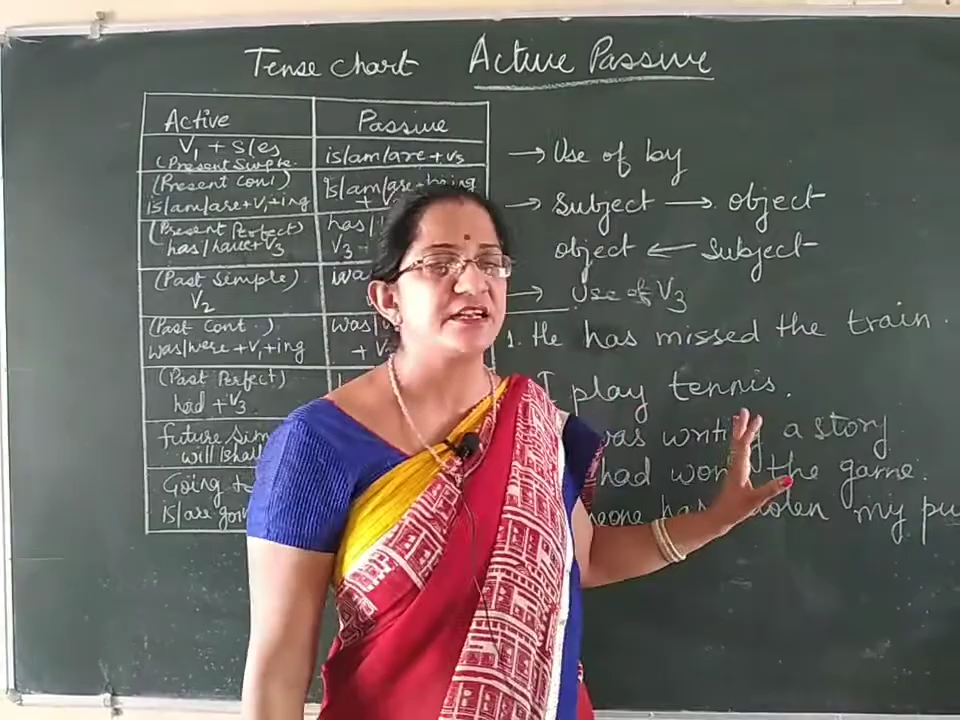 Tense chart
Active Passive
Active
Passive
V1 + s/es
(Present Simple.
is/am/are + V3
(Present Cont)
is/am/are + V1 + ing
is/am/are + being
+ V3
(Present Perfect)
has/have + V3
has/
V3
(Past Simple)
V2
(Past Cont.)
was/were + V1 + ing
was/
+ V
(Past Perfect)
had + V3
future Sim
will/shall
Going to
is/are goin
→ Use of by
→ Subject → object
object ← Subject
→ Use of V3
1. He has missed the train.
I play tennis.
was writing a story
had won the game.
meone has stolen my pu